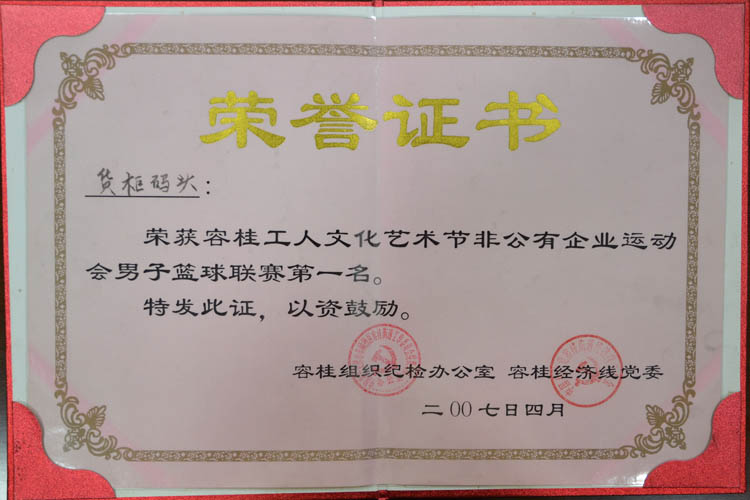 荣誉证书
货柜码头：
荣获容桂工人文化艺术节非公有企业运动
会男子篮球联赛第一名。
特发此证，以资鼓励。
容桂组织纪检办公室 容桂经济线党委
二00七日四月